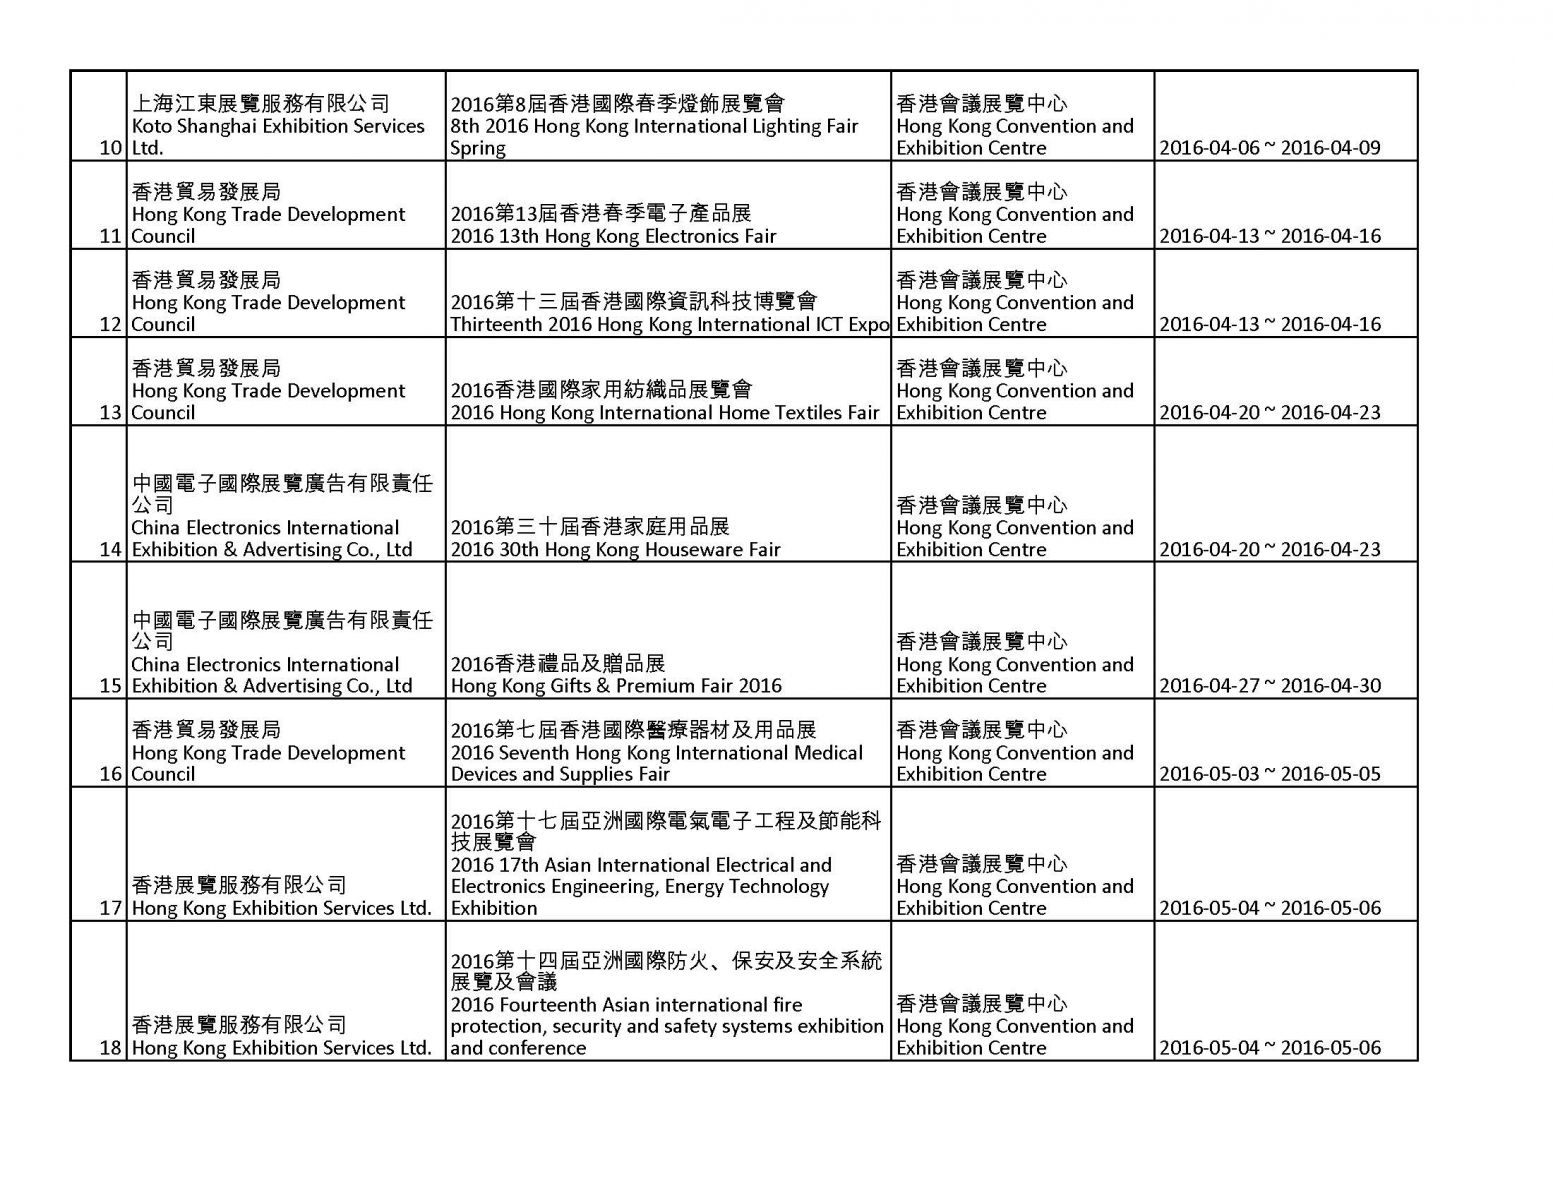 10
上海江東展覽服務有限公司
Koto Shanghai Exhibition Services
Ltd.
2016第8屆香港國際春季燈飾展覽會
8th 2016 Hong Kong International Lighting Fair
Spring
香港會議展覽中心
Hong Kong Convention and
Exhibition Centre
2016-04-06 ~ 2016-04-09
11
香港貿易發展局
Hong Kong Trade Development
Council
2016第13屆香港春季電子產品展
2016 13th Hong Kong Electronics Fair
香港會議展覽中心
Hong Kong Convention and
Exhibition Centre
2016-04-13 ~ 2016-04-16
12
香港貿易發展局
Hong Kong Trade Development
Council
2016第十三屆香港國際資訊科技博覽會
Thirteenth 2016 Hong Kong International ICT Expo
香港會議展覽中心
Hong Kong Convention and
Exhibition Centre
2016-04-13 ~ 2016-04-16
13
香港貿易發展局
Hong Kong Trade Development
Council
2016香港國際家用紡織品展覽會
2016 Hong Kong International Home Textiles Fair
香港會議展覽中心
Hong Kong Convention and
Exhibition Centre
2016-04-20 ~ 2016-04-23
14
中國電子國際展覽廣告有限責任
公司
China Electronics International
Exhibition & Advertising Co., Ltd
2016第三十屆香港家庭用品展
2016 30th Hong Kong Houseware Fair
香港會議展覽中心
Hong Kong Convention and
Exhibition Centre
2016-04-20 ~ 2016-04-23
15
中國電子國際展覽廣告有限責任
公司
China Electronics International
Exhibition & Advertising Co., Ltd
2016香港禮品及贈品展
Hong Kong Gifts & Premium Fair 2016
香港會議展覽中心
Hong Kong Convention and
Exhibition Centre
2016-04-27 ~ 2016-04-30
16
香港貿易發展局
Hong Kong Trade Development
Council
2016第七屆香港國際醫療器材及用品展
2016 Seventh Hong Kong International Medical
Devices and Supplies Fair
香港會議展覽中心
Hong Kong Convention and
Exhibition Centre
2016-05-03 ~ 2016-05-05
17
香港展覽服務有限公司
Hong Kong Exhibition Services Ltd.
2016第十七屆亞洲國際電氣電子工程及節能科
技展覽會
2016 17th Asian International Electrical and
Electronics Engineering, Energy Technology
Exhibition
香港會議展覽中心
Hong Kong Convention and
Exhibition Centre
2016-05-04 ~ 2016-05-06
18
香港展覽服務有限公司
Hong Kong Exhibition Services Ltd.
2016第十四屆亞洲國際防火、保安及安全系統
展覽及會議
2016 Fourteenth Asian international fire
protection, security and safety systems exhibition
and conference
香港會議展覽中心
Hong Kong Convention and
Exhibition Centre
2016-05-04 ~ 2016-05-06